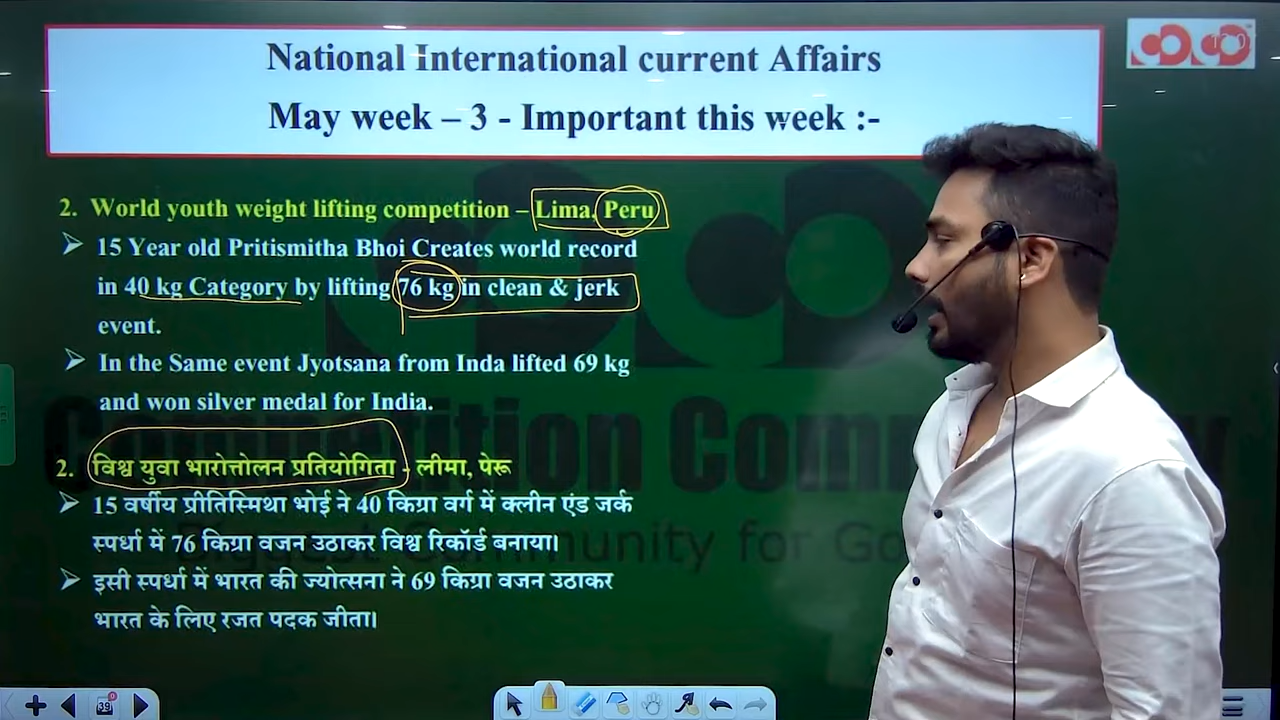 National International current Affairs
May week – 3 - Important this week :-
2. World youth weight lifting competition – Lima, Peru
15 Year old Pritismitha Bhoi Creates world record
in 40 kg Category by lifting 76 kg in clean & jerk
event.
In the Same event Jyotsana from Inda lifted 69 kg
and won silver medal for India.
2. विश्व युवा भारोत्तोलन प्रतियोगिता - लीमा, पेरू
15 वर्षीय प्रीतिस्मिथा भोई ने 40 किग्रा वर्ग में क्लीन एंड जर्क
स्पर्धा में 76 किग्रा वजन उठाकर विश्व रिकॉर्ड बनाया।
इसी स्पर्धा में भारत की ज्योत्सना ने 69 किग्रा वजन उठाकर
भारत के लिए रजत पदक जीता।
39